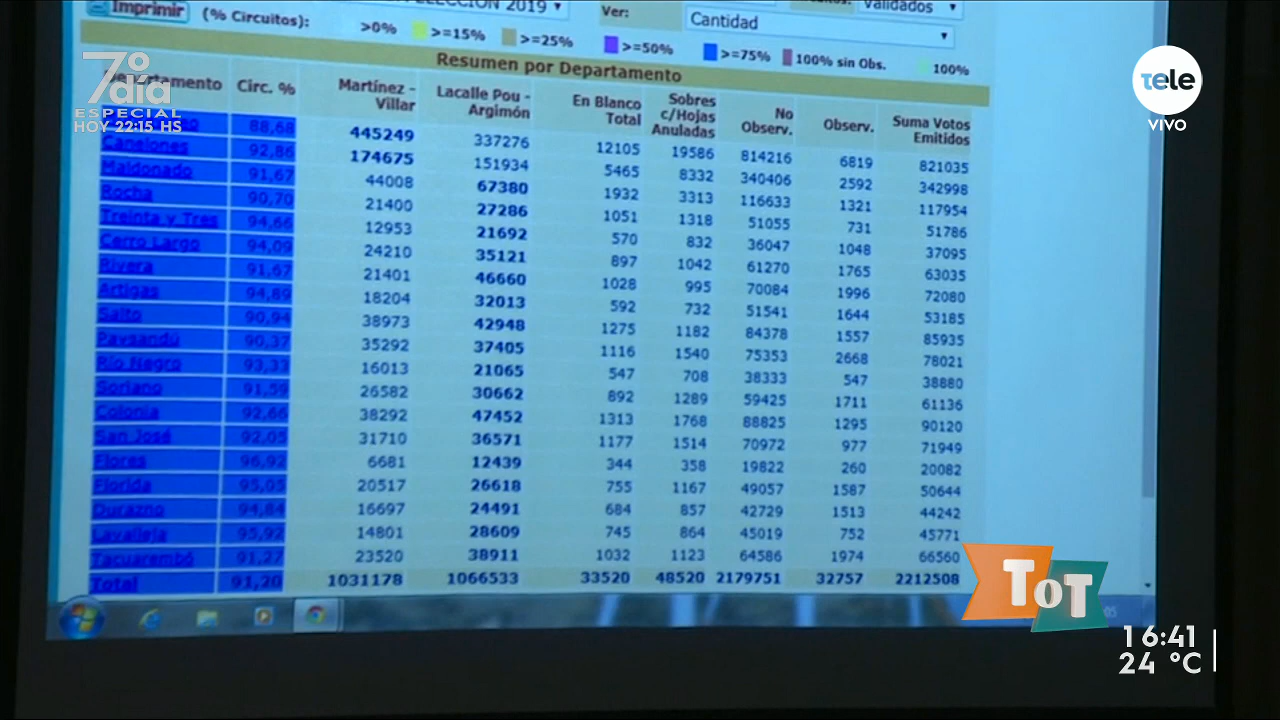 Imprimir
(% Circuitos): >0% >=15% >=25% >=50% >=75% 100% sin Obs. 100%
ELECCION 2019
Ver:
Validados
Cantidad
Resumen por Departamento
Departamento Circ. % Martínez - Villar Lacalle Pou - Argimón En Blanco Total Sobres c/Hojas Anuladas No Observ. Observ. Suma Votos Emitidos
88,68 445249 337276 12105 19586 814216 6819 821035
Canelones 92,86 174675 151934 5465 8332 340406 2592 342998
Maldonado 91,67 44008 67380 1932 3313 116633 1321 117954
Rocha 90,70 21400 27286 1051 1318 51055 731 51786
Treinta y Tres 94,66 12953 21692 570 832 36047 1048 37095
Cerro Largo 94,09 24210 35121 897 1042 61270 1765 63035
Rivera 91,67 21401 46660 1028 995 70084 1996 72080
Artigas 94,89 18204 32013 592 732 51541 1644 53185
Salto 90,94 38973 42948 1275 1182 84378 1557 85935
Paysandú 90,37 35292 37405 1116 1540 75353 2668 78021
Río Negro 93,33 16013 21065 547 708 38333 547 38880
Soriano 91,59 26582 30662 892 1289 59425 1711 61136
Colonia 92,66 38292 47452 1313 1768 88825 1295 90120
San José 92,05 31710 36571 1177 1514 70972 977 71949
Flores 96,92 6681 12439 344 358 19822 260 20082
Florida 95,05 20517 26618 755 1167 49057 1587 50644
Durazno 94,84 16697 24491 684 857 42729 1513 44242
Lavalleja 95,92 14801 28609 745 864 45019 752 45771
Tacuarembó 91,27 23520 38911 1032 1123 64586 1974 66560
Total 91,20 1031178 1066533 33520 48520 2179751 32757 2212508
7º día
ESPECIAL
HOY 22:15 HS
tele
VIVO
TOT
16:41
24 °C